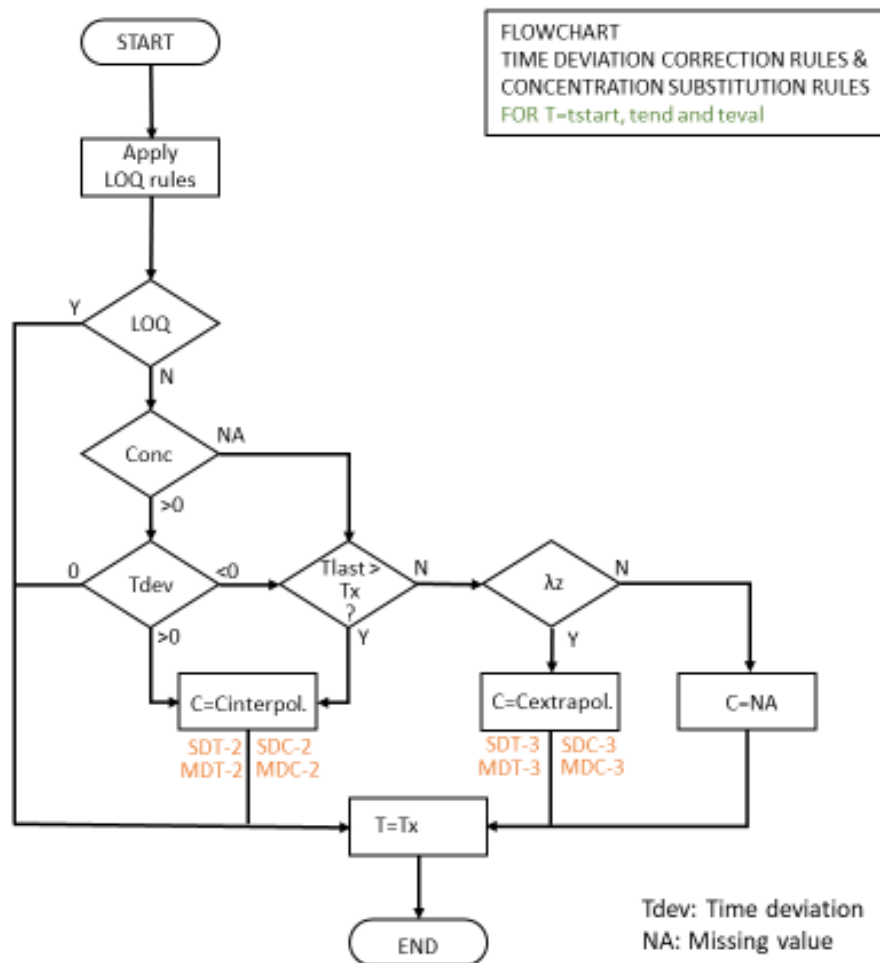 START
FLOWCHART
TIME DEVIATION CORRECTION RULES &
CONCENTRATION SUBSTITUTION RULES
FOR T=tstart, tend and teval
Apply
LOQ rules
Y
LOQ
N
Conc
NA
>0
0
Tdev
<0
Tlast >
Tx
?
N
λz
N
>0
Y
Y
C=Cinterpol.
C=Cextrapol.
C=NA
SDT-2 SDC-2
MDT-2 MDC-2
SDT-3 SDC-3
MDT-3 MDC-3
T=Tx
END
Tdev: Time deviation
NA: Missing value